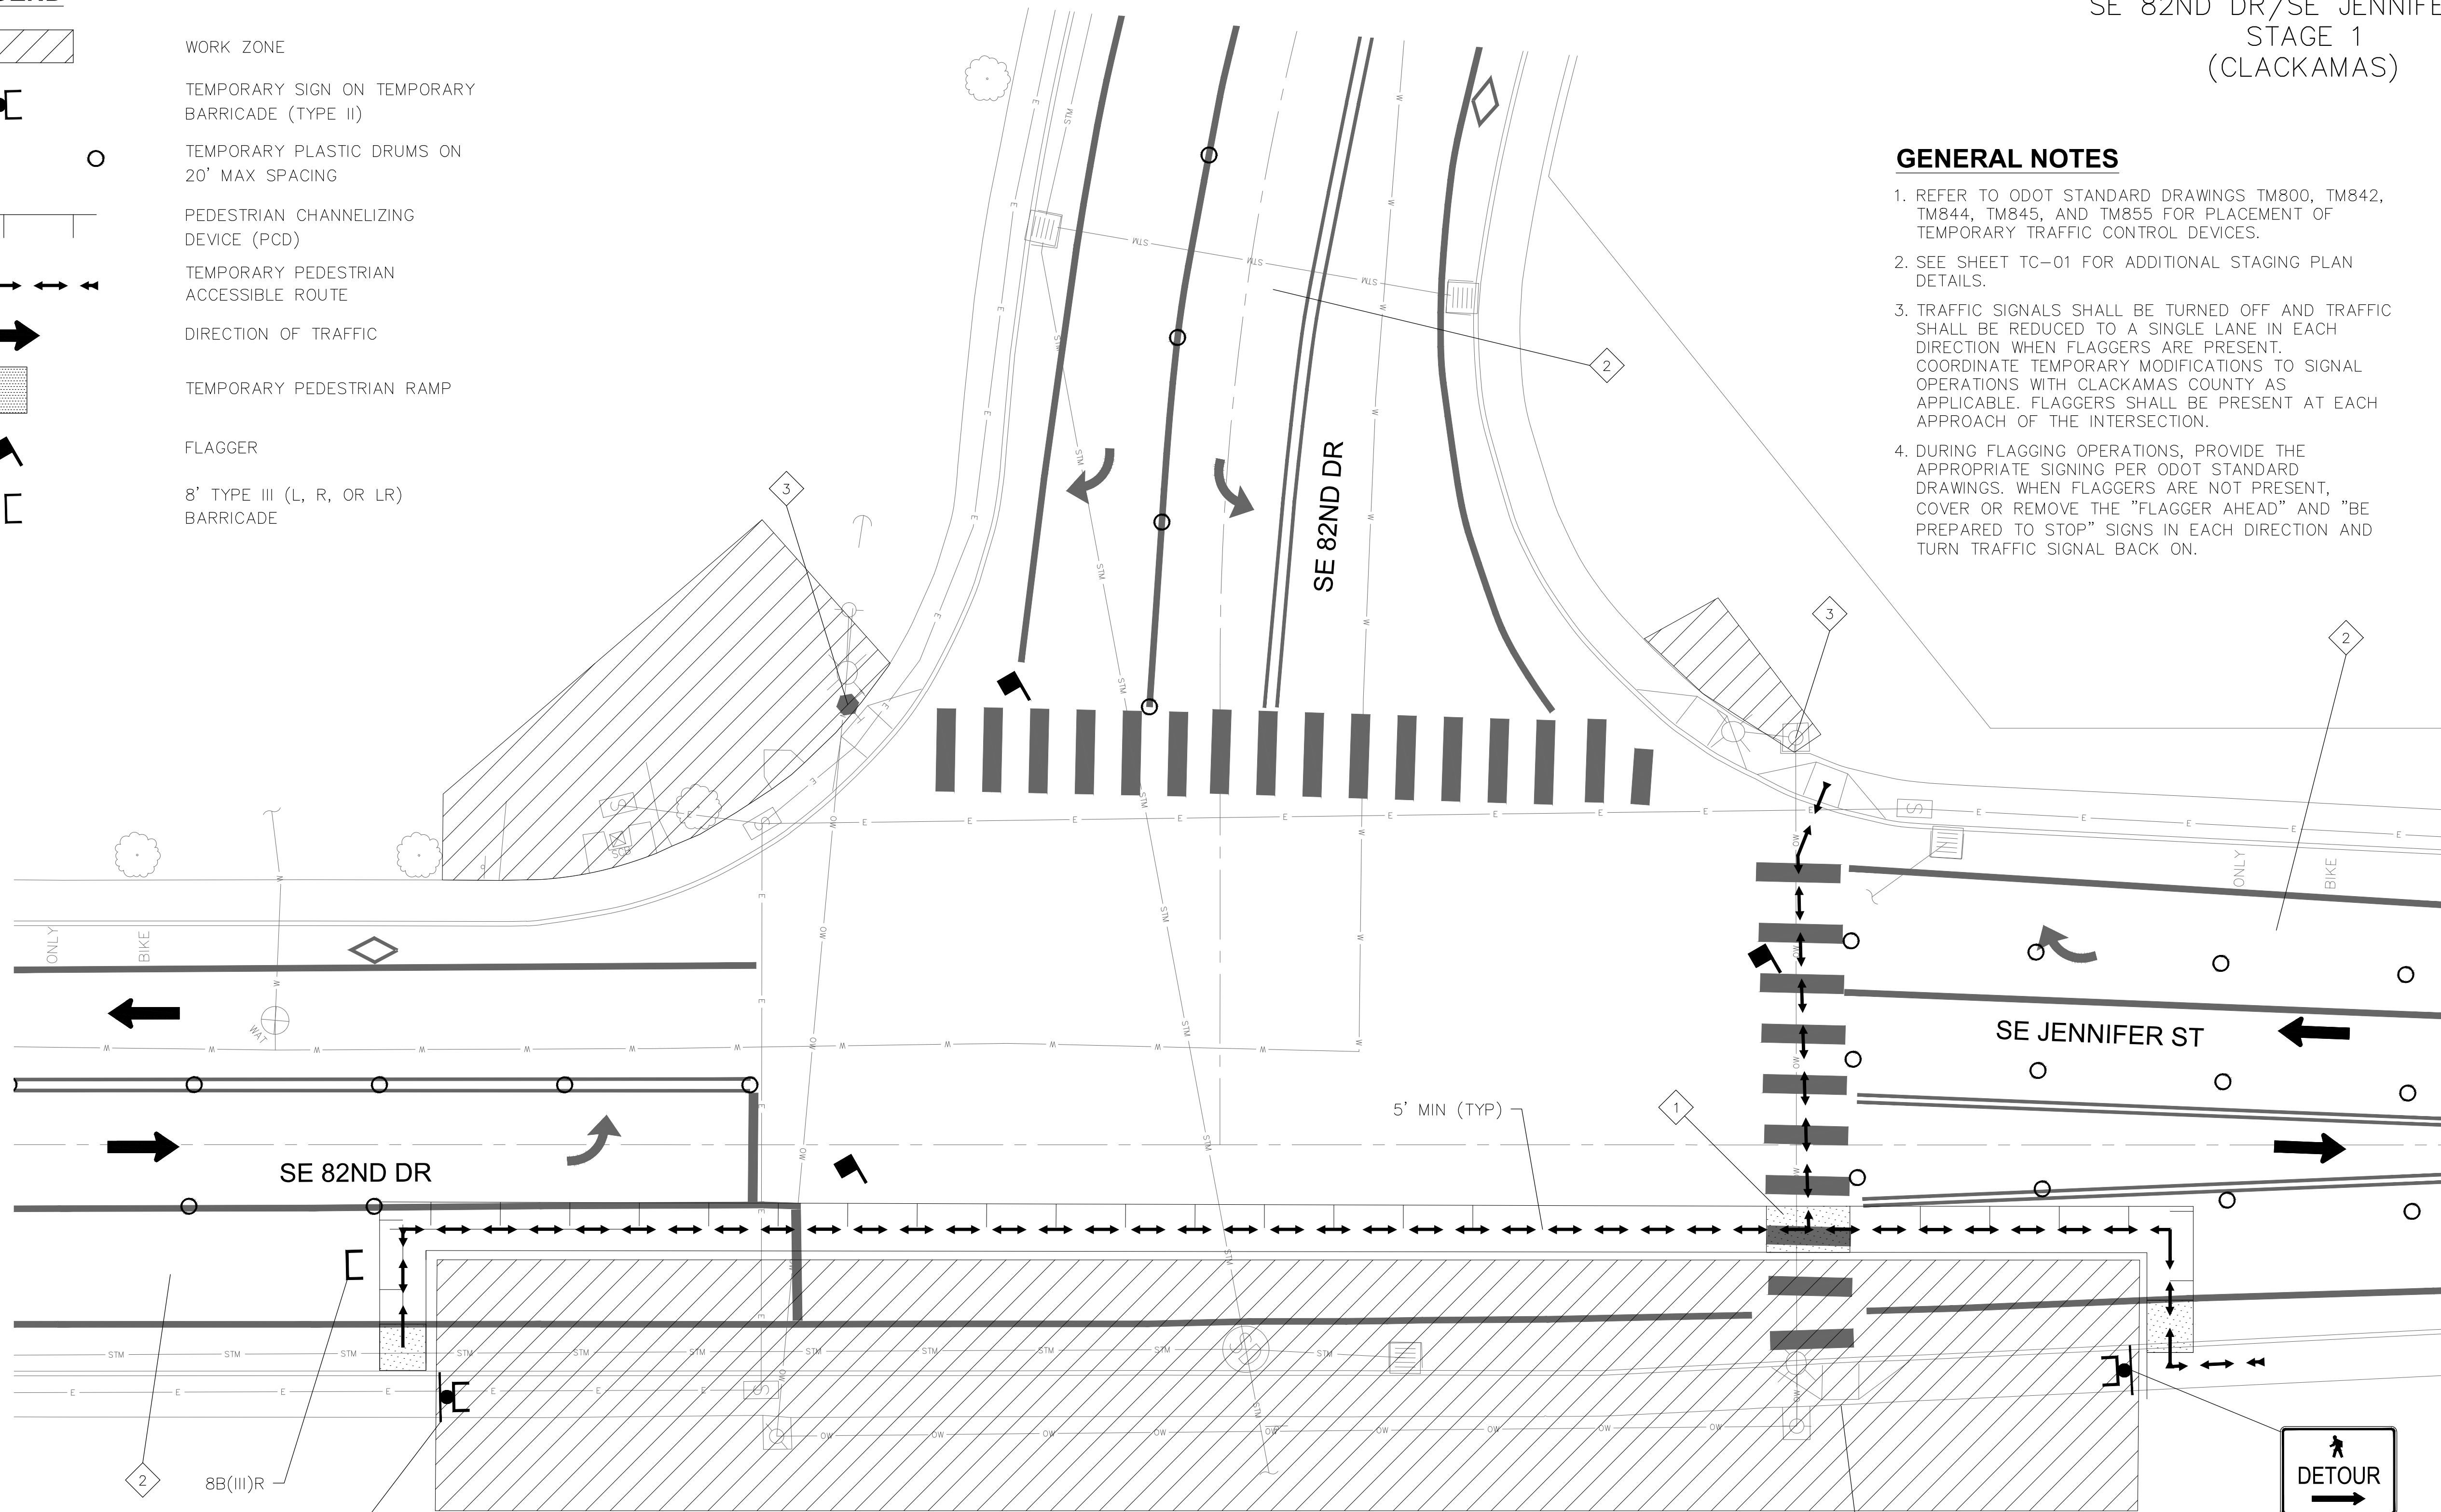 SE 82ND DR/SE JENNIFE
STAGE 1
(CLACKAMAS)
WORK ZONE
TEMPORARY SIGN ON TEMPORARY
BARRICADE (TYPE II)
TEMPORARY PLASTIC DRUMS ON
20' MAX SPACING
PEDESTRIAN CHANNELIZING
DEVICE (PCD)
TEMPORARY PEDESTRIAN
ACCESSIBLE ROUTE
DIRECTION OF TRAFFIC
TEMPORARY PEDESTRIAN RAMP
FLAGGER
8' TYPE III (L, R, OR LR)
BARRICADE
GENERAL NOTES
1. REFER TO ODOT STANDARD DRAWINGS TM800, TM842,
TM844, TM845, AND TM855 FOR PLACEMENT OF
TEMPORARY TRAFFIC CONTROL DEVICES.
2. SEE SHEET TC-01 FOR ADDITIONAL STAGING PLAN
DETAILS.
3. TRAFFIC SIGNALS SHALL BE TURNED OFF AND TRAFFIC
SHALL BE REDUCED TO A SINGLE LANE IN EACH
DIRECTION WHEN FLAGGERS ARE PRESENT.
COORDINATE TEMPORARY MODIFICATIONS TO SIGNAL
OPERATIONS WITH CLACKAMAS COUNTY AS
APPLICABLE. FLAGGERS SHALL BE PRESENT AT EACH
APPROACH OF THE INTERSECTION.
4. DURING FLAGGING OPERATIONS, PROVIDE THE
APPROPRIATE SIGNING PER ODOT STANDARD
DRAWINGS. WHEN FLAGGERS ARE NOT PRESENT,
COVER OR REMOVE THE "FLAGGER AHEAD" AND "BE
PREPARED TO STOP" SIGNS IN EACH DIRECTION AND
TURN TRAFFIC SIGNAL BACK ON.
2
3
SE 82ND DR
3
2
ONLY
BIKE
WAT
SCB
ONLY
BIKE
SE JENNIFER ST
5' MIN (TYP)
1
SE 82ND DR
2
8B(III)R
DETOUR